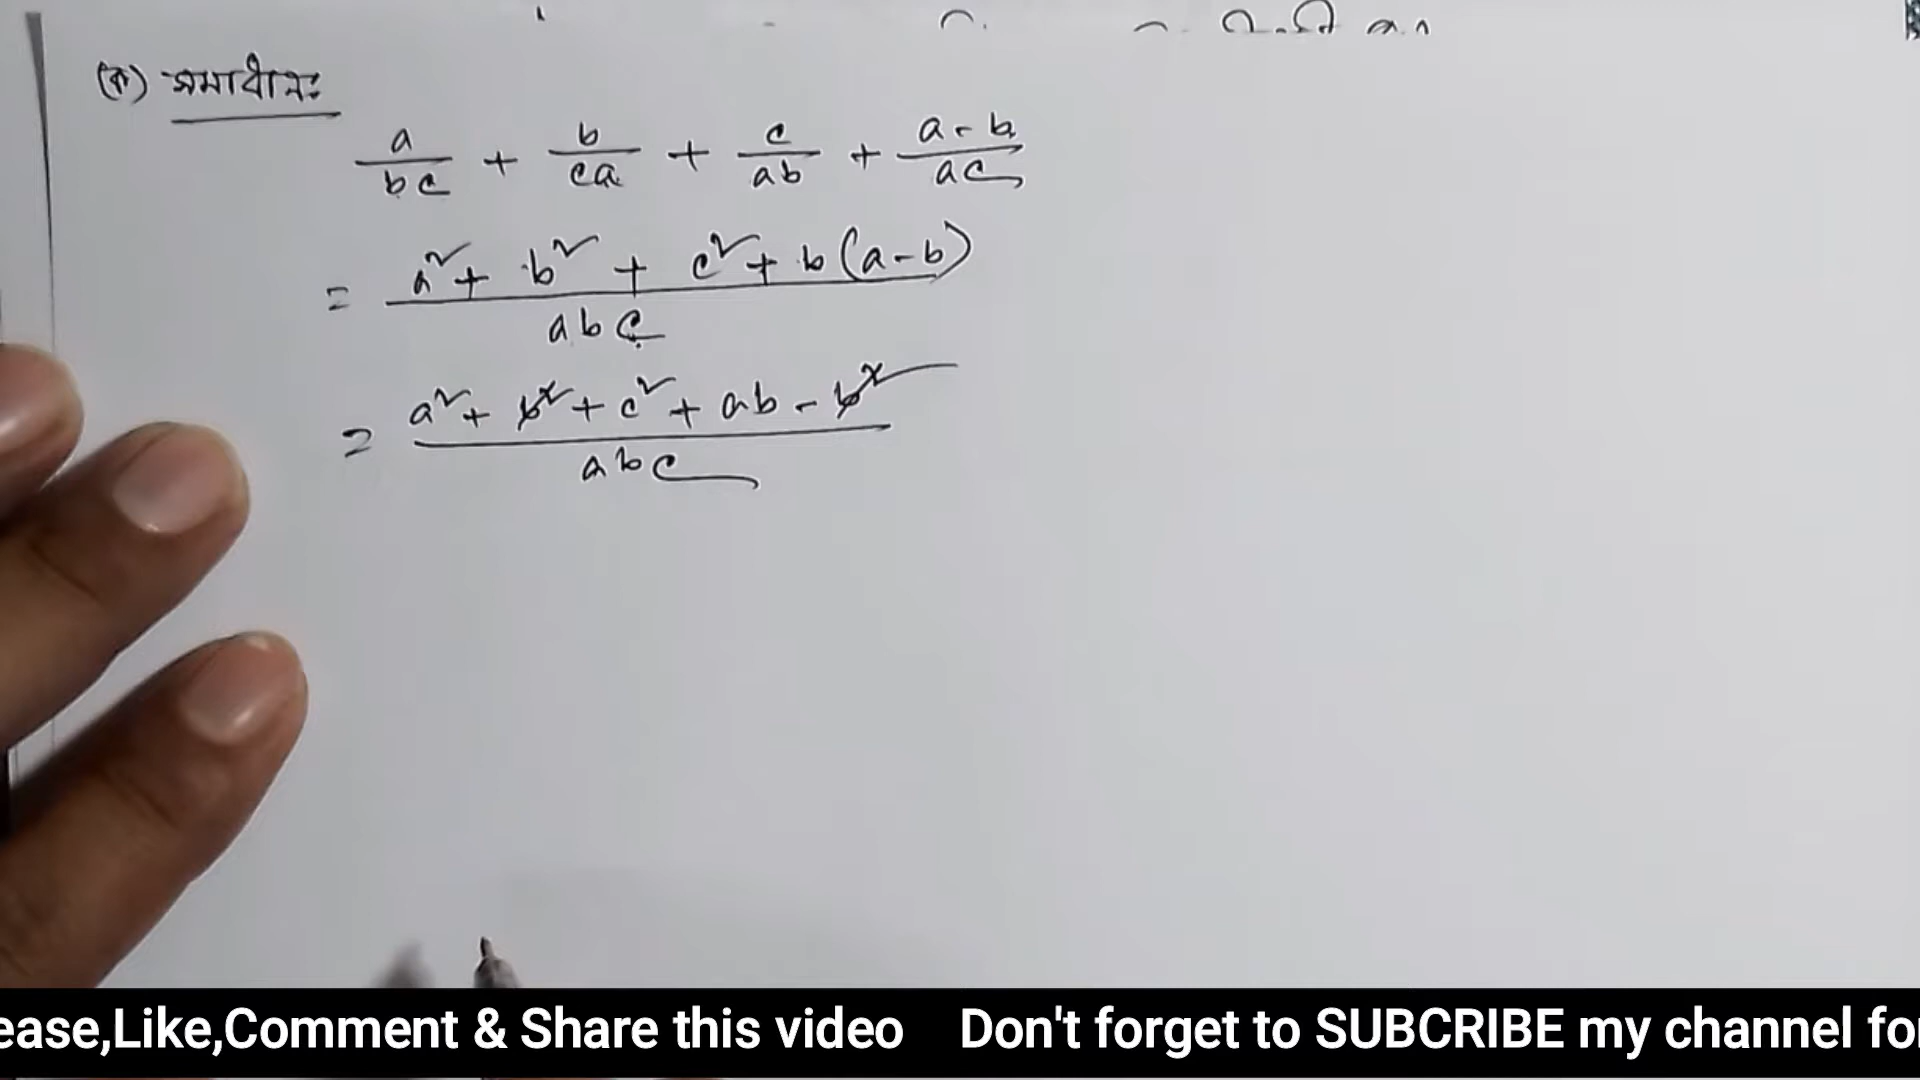 (ক) সমাধানঃ
a/bc + b/ca + c/ab + a-b/ac
= a² + b² + c² + b(a-b) / abc
= a² + b² + c² + ab - b² / abc
ease,Like,Comment & Share this video Don't forget to SUBCRIBE my channel for